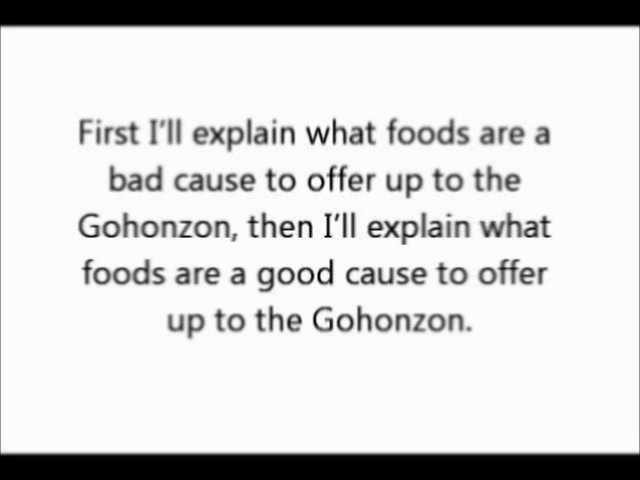 First I'll explain what foods are a
bad cause to offer up to the
Gohonzon, then I'll explain what
foods are a good cause to offer
up to the Gohonzon.